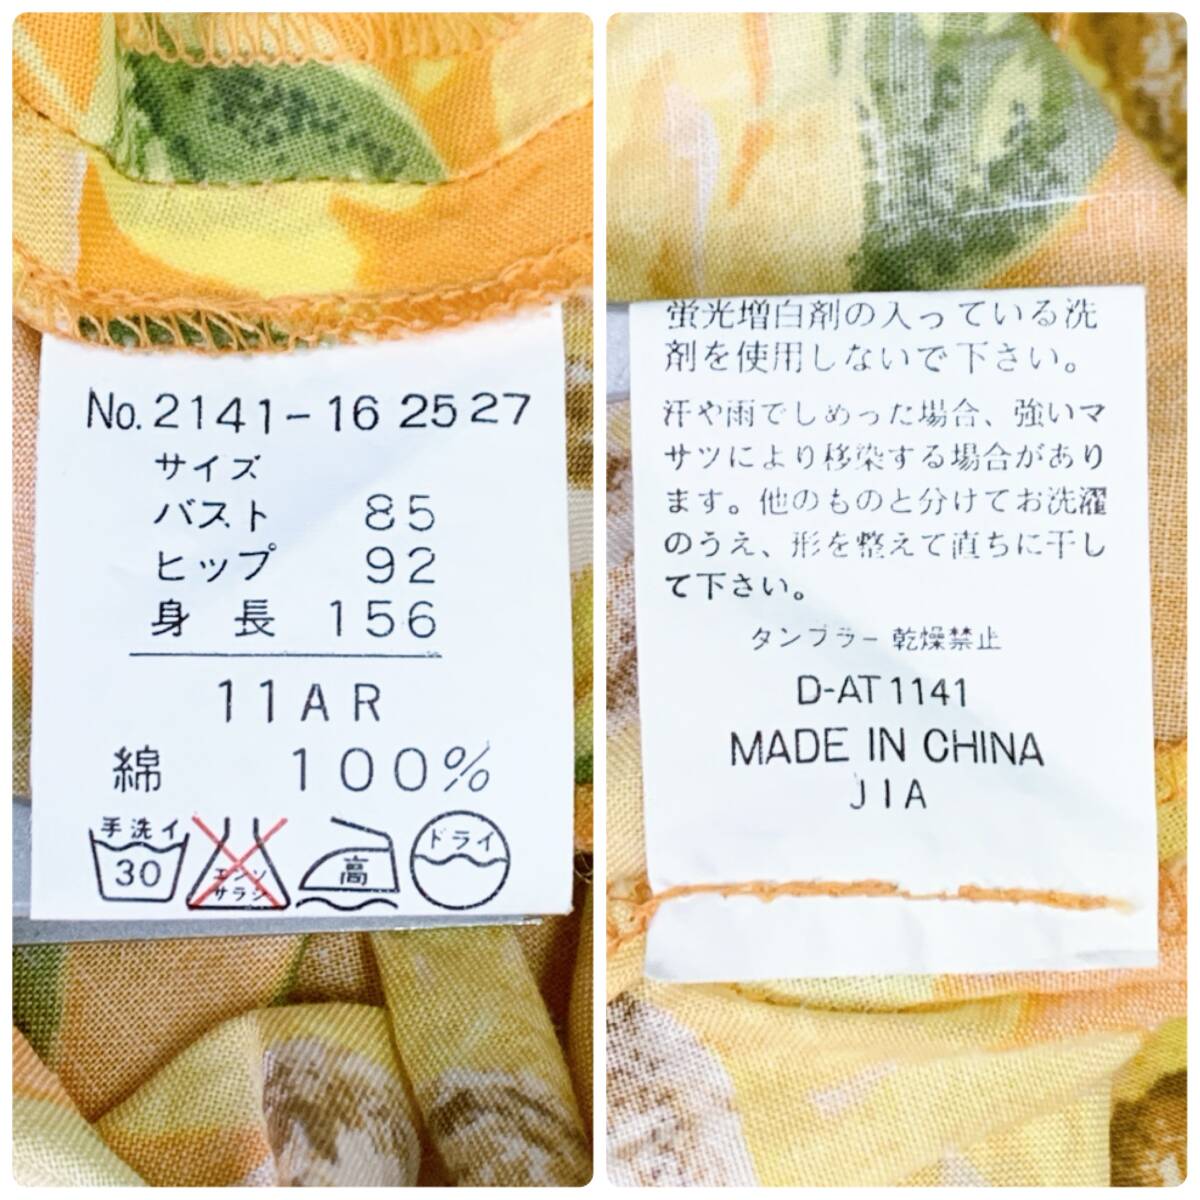 No.2141-16 2527
サイズ
バスト 85
ヒップ 92
身長 156
11AR
綿 100%
手洗イ
30
エンソ
サラシ
高
ドライ
蛍光増白剤の入っている洗
剤を使用しないで下さい。
汗や雨でしめった場合、強いマ
サツにより移染する場合があり
ます。他のものと分けてお洗濯
のうえ、形を整えて直ちに干し
て下さい。
タンブラー乾燥禁止
D-AT1141
MADE IN CHINA
JIA